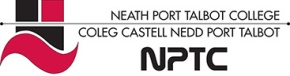 NEATH PORT TALBOT COLLEGE
COLEG CASTELL NEDD PORT TALBOT
NPTC